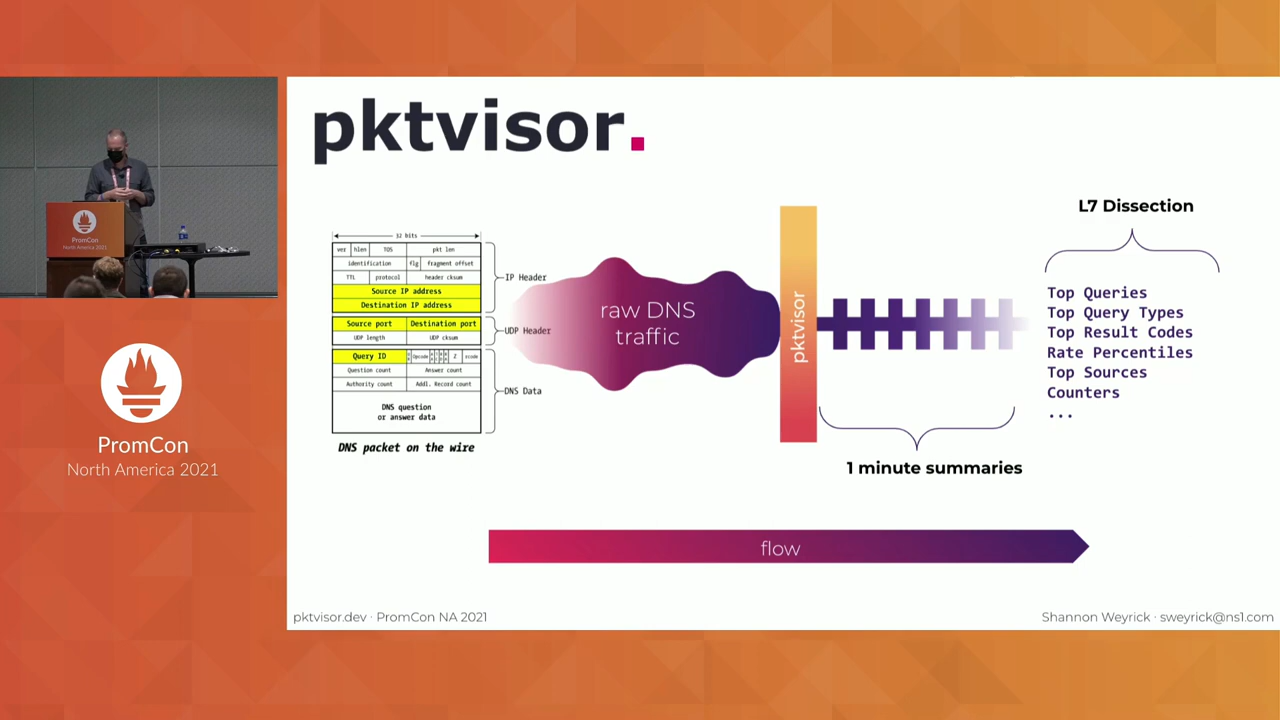 pktvisor.
32 bits
ver hlen TOS pkt len
identification flg fragment offset
TTL protocol header cksum
Source IP address
Destination IP address
IP Header
Source port Destination port
UDP length UDP cksum
UDP Header
Query ID Opcode Z rcode
Question count Answer count
Authority count Addl. Record count
DNS question
or answer data
DNS Data
DNS packet on the wire
raw DNS
traffic
pktvisor
1 minute summaries
L7 Dissection
Top Queries
Top Query Types
Top Result Codes
Rate Percentiles
Top Sources
Counters
...
flow
pktvisor.dev · PromCon NA 2021
Shannon Weyrick · sweyrick@ns1.com
PromCon
North America 2021
PromCon
North America 2021